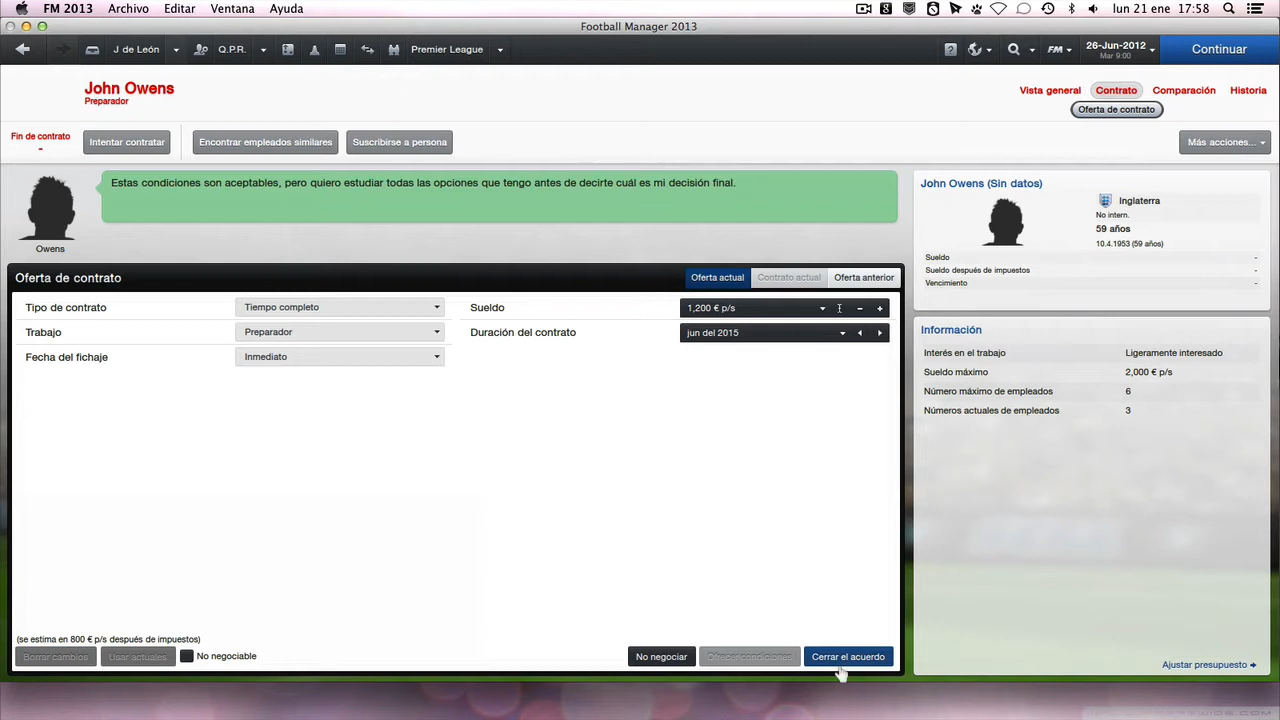 FM 2013 Archivo Editar Ventana Ayuda lun 21 ene 17:58
Football Manager 2013
J de León Q.P.R. Premier League FM 26-Jun-2012 Continuar
Mar 9:00
John Owens
Preparador
Vista general Contrato Comparación Historia
Oferta de contrato
Fin de contrato
-
Intentar contratar Encontrar empleados similares Suscribirse a persona Más acciones...
Estas condiciones son aceptables, pero quiero estudiar todas las opciones que tengo antes de decirte cuál es mi decisión final.
Owens
John Owens (Sin datos)
Inglaterra
No intern.
59 años
10.4.1953 (59 años)
Sueldo -
Sueldo después de impuestos -
Vencimiento -
Oferta de contrato Oferta actual Contrato actual Oferta anterior
Tipo de contrato Tiempo completo Sueldo 1,200 € p/s
Trabajo Preparador Duración del contrato jun del 2015
Fecha del fichaje Inmediato
Información
Interés en el trabajo Ligeramente interesado
Sueldo máximo 2,000 € p/s
Número máximo de empleados 6
Números actuales de empleados 3
(se estima en 800 € p/s después de impuestos)
Borrar cambios Usar actuales No negociable No negociar Ofrecer condiciones Cerrar el acuerdo
Ajustar presupuesto